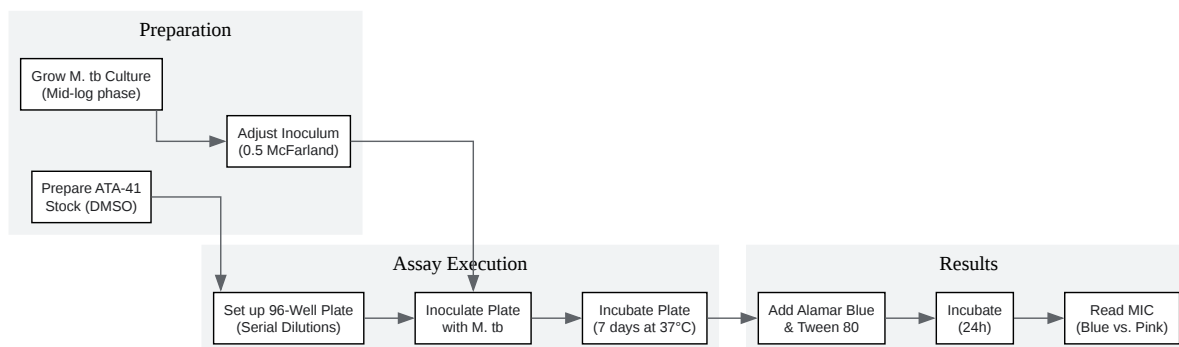 Preparation
Grow M. tb Culture
(Mid-log phase)
Adjust Inoculum
(0.5 McFarland)
Prepare ATA-41
Stock (DMSO)
Assay Execution
Set up 96-Well Plate
(Serial Dilutions)
Inoculate Plate
with M. tb
Incubate Plate
(7 days at 37°C)
Results
Add Alamar Blue
& Tween 80
Incubate
(24h)
Read MIC
(Blue vs. Pink)